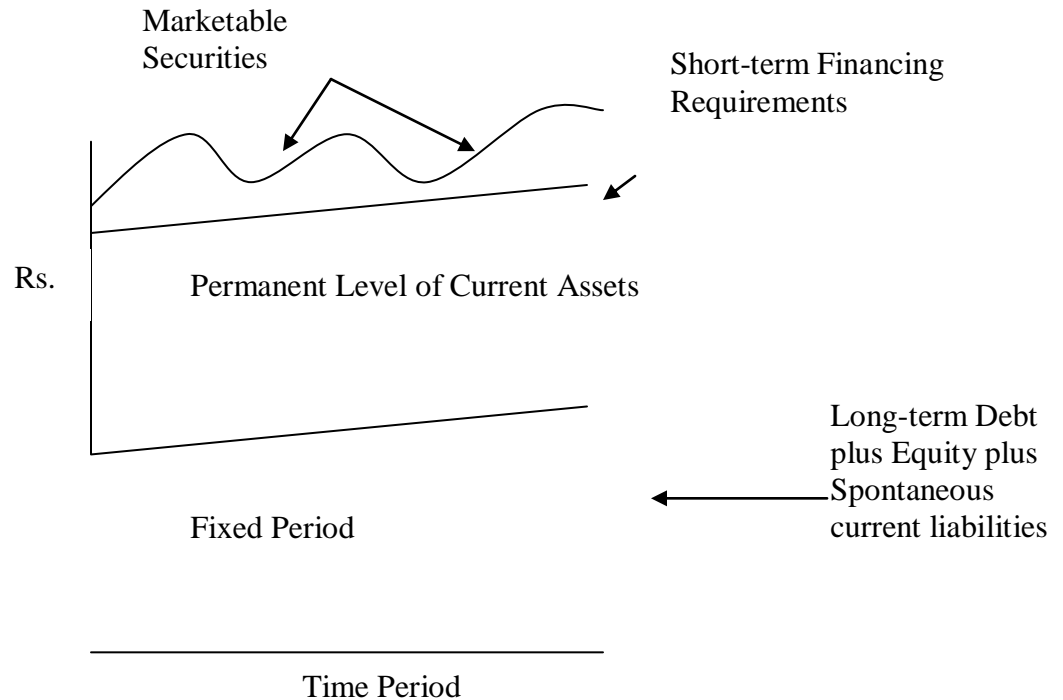 Marketable
Securities
Short-term Financing
Requirements
Rs.
Permanent Level of Current Assets
Long-term Debt
plus Equity plus
Spontaneous
current liabilities
Fixed Period
Time Period